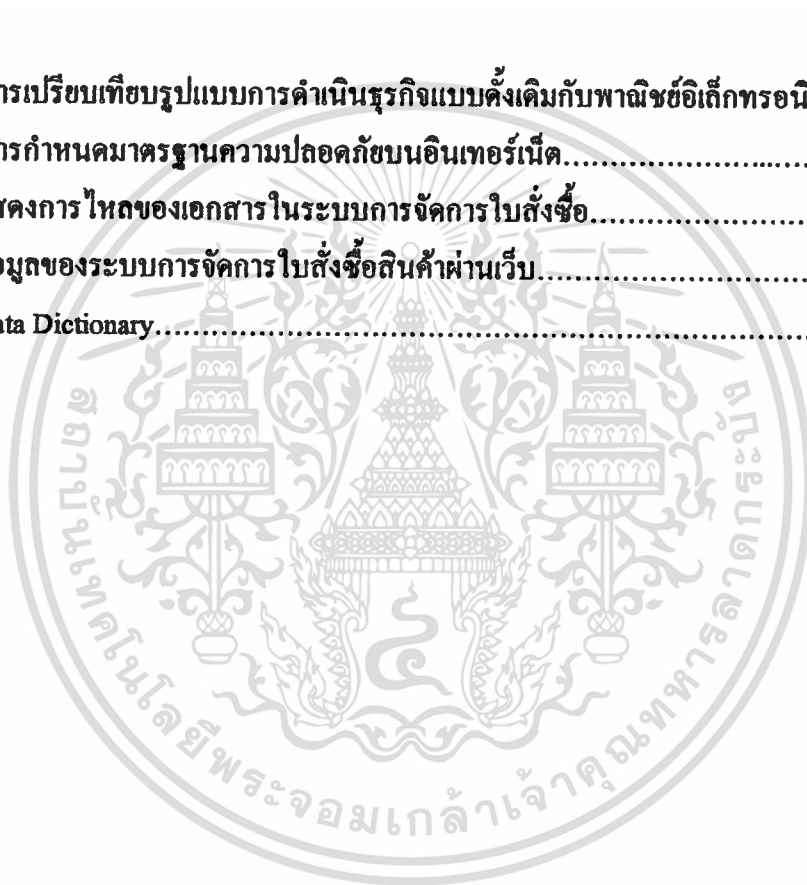 ารเปรียบเทียบรูปแบบการดำเนินธุรกิจแบบดั้งเดิมกับพาณิชย์อิเล็กทรอนิ
ารกำหนดมาตรฐานความปลอดภัยบนอินเทอร์เน็ต..........................
สดงการไหลของเอกสารในระบบการจัดการใบสั่งซื้อ.......................
อมูลของระบบการจัดการใบสั่งซื้อสินค้าผ่านเว็บ............................
ata Dictionary.....................................................................
สถาบันเทคโนโลยีพระจอมเกล้าเจ้าคุณทหารลาดกระบัง